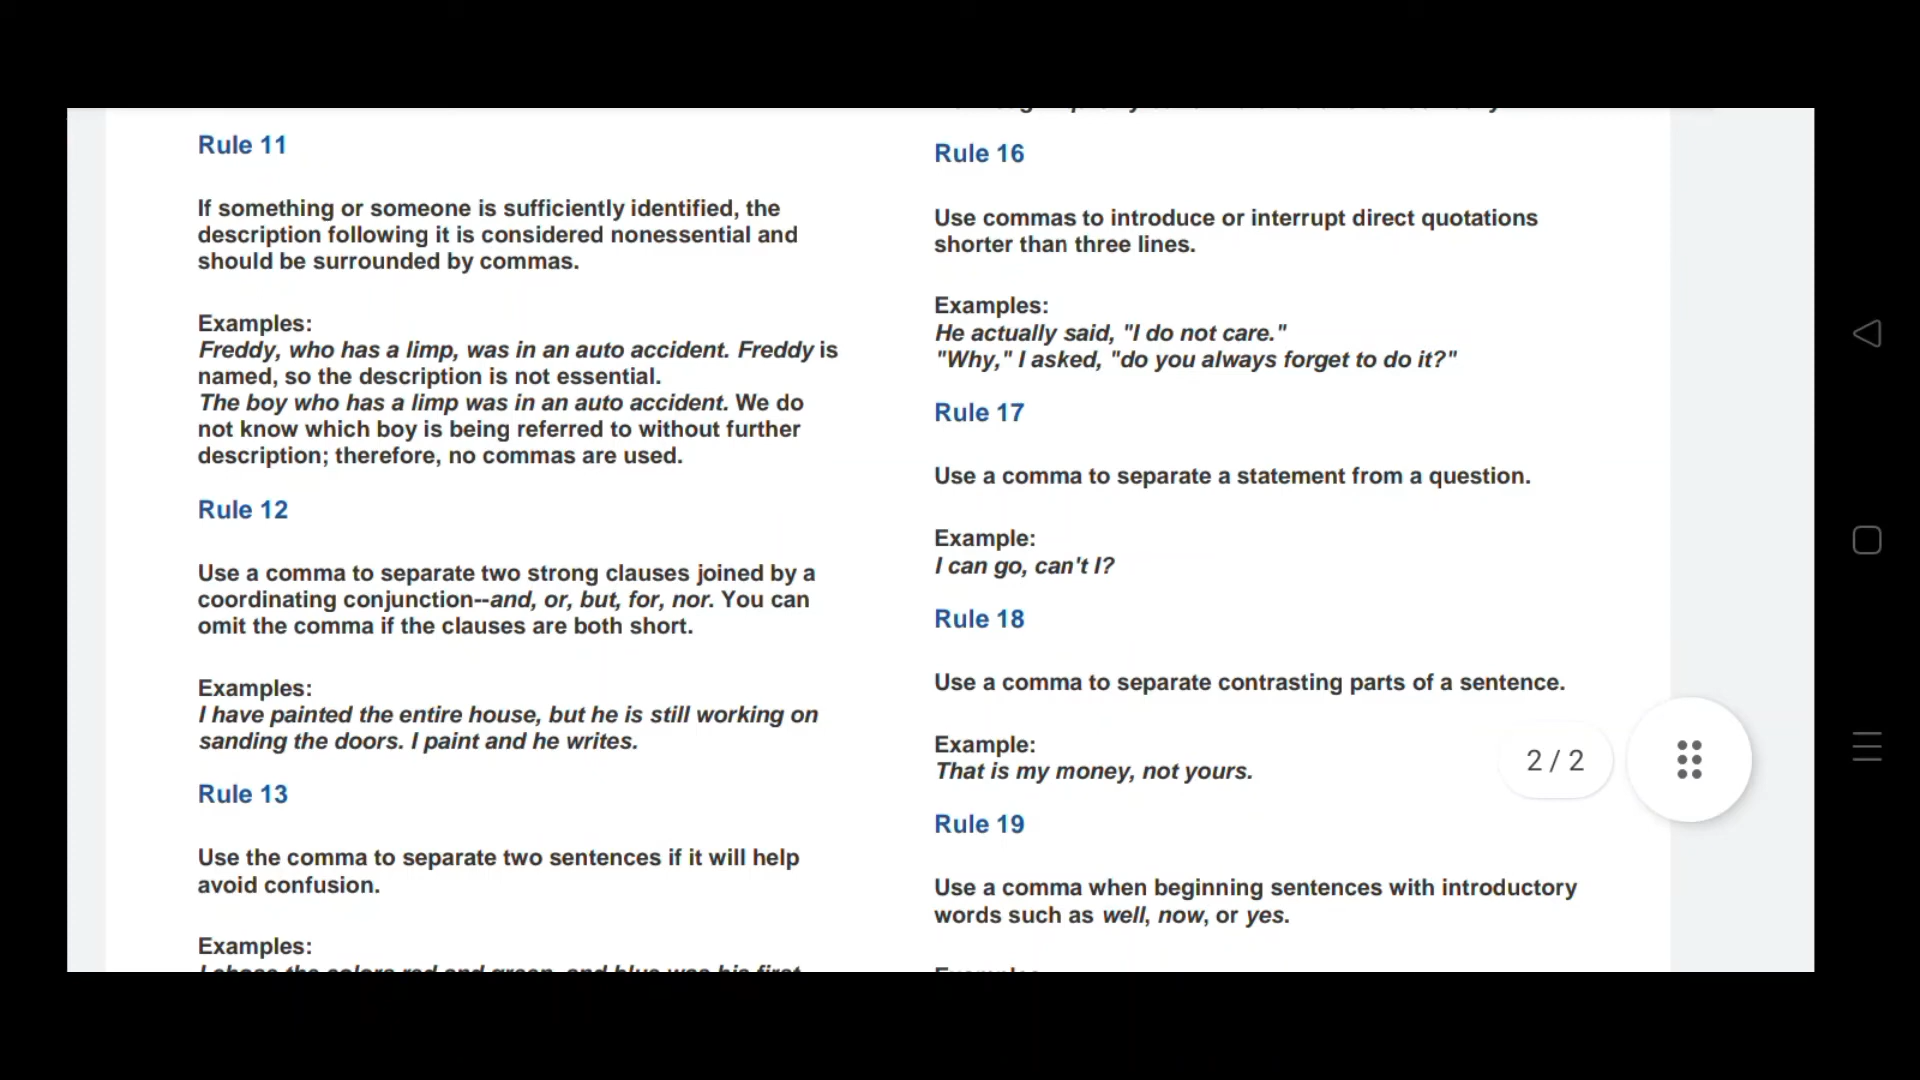 Rule 11
If something or someone is sufficiently identified, the
description following it is considered nonessential and
should be surrounded by commas.
Examples:
Freddy, who has a limp, was in an auto accident. Freddy is
named, so the description is not essential.
The boy who has a limp was in an auto accident. We do
not know which boy is being referred to without further
description; therefore, no commas are used.
Rule 12
Use a comma to separate two strong clauses joined by a
coordinating conjunction--and, or, but, for, nor. You can
omit the comma if the clauses are both short.
Examples:
I have painted the entire house, but he is still working on
sanding the doors. I paint and he writes.
Rule 13
Use the comma to separate two sentences if it will help
avoid confusion.
Examples:
I chose the colors red and green, and blue was his first
Rule 16
Use commas to introduce or interrupt direct quotations
shorter than three lines.
Examples:
He actually said, "I do not care."
"Why," I asked, "do you always forget to do it?"
Rule 17
Use a comma to separate a statement from a question.
Example:
I can go, can't I?
Rule 18
Use a comma to separate contrasting parts of a sentence.
Example:
That is my money, not yours.
Rule 19
Use a comma when beginning sentences with introductory
words such as well, now, or yes.
2 / 2